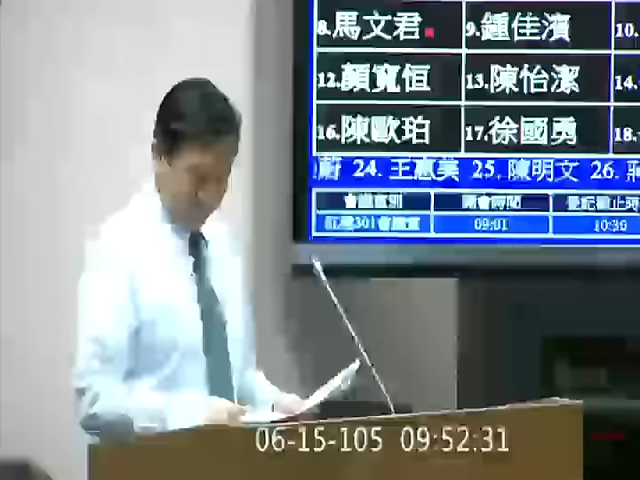 8.馬文君 9.鍾佳濱 10.
12.顏寬恒 13.陳怡潔 14.
16.陳歐珀 17.徐國勇 18.
蔚 24. 王惠美 25. 陳明文 26. 蔣
會議室別 開會時間 登記截止時
紅樓301會議室 09:01 10:30
06-15-105 09:52:31